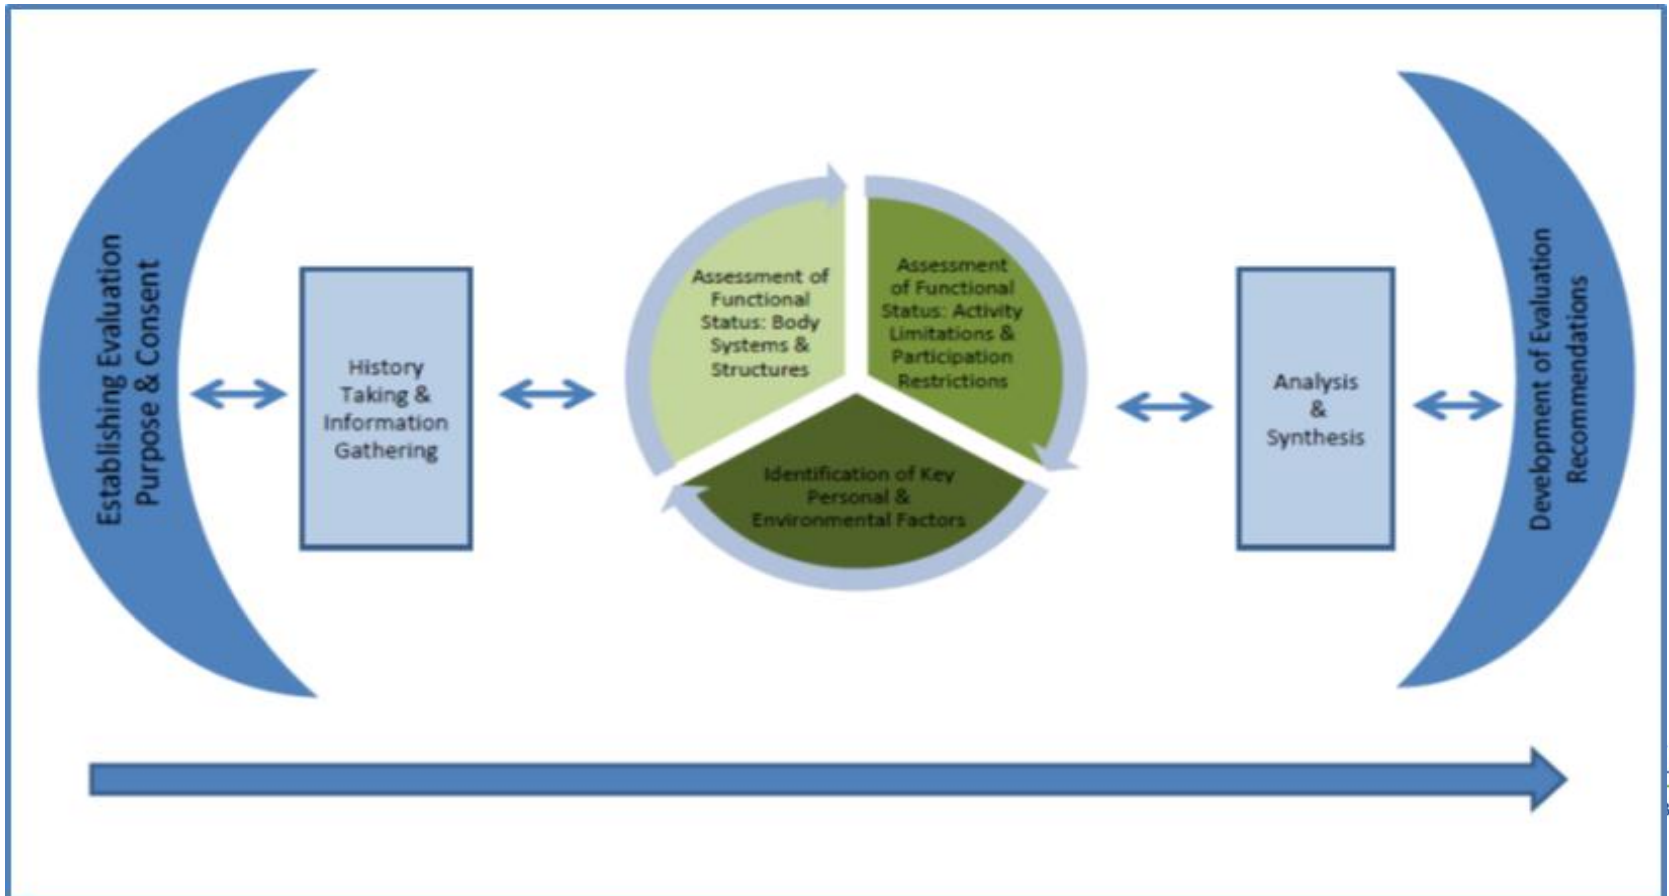 Establishing Evaluation
Purpose & Consent
History
Taking &
Information
Gathering
Assessment of
Functional
Status: Body
Systems &
Structures
Assessment
of Functional
Status: Activity
Limitations &
Participation
Restrictions
Identification of Key
Personal &
Environmental Factors
Analysis
&
Synthesis
Development of Evaluation
Recommendations